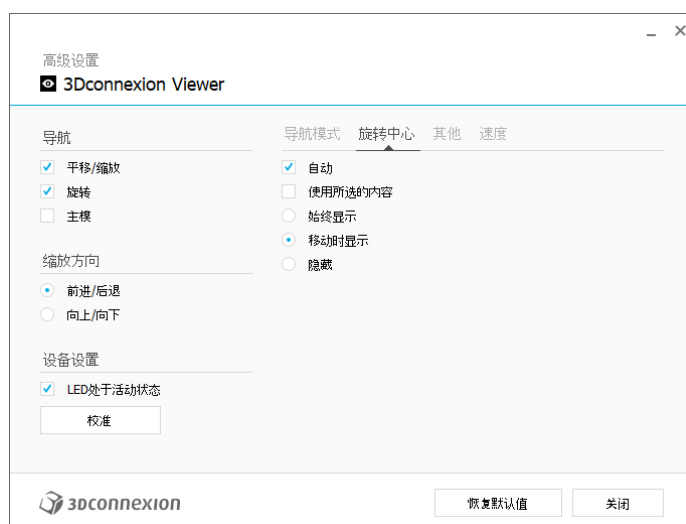 高级设置
3Dconnexion Viewer
导航
平移/缩放
旋转
主模
缩放方向
前进/后退
向上/向下
设备设置
LED处于活动状态
校准
导航模式 旋转中心 其他 速度
自动
使用所选的内容
始终显示
移动时显示
隐藏
3Dconnexion
恢复默认值 关闭